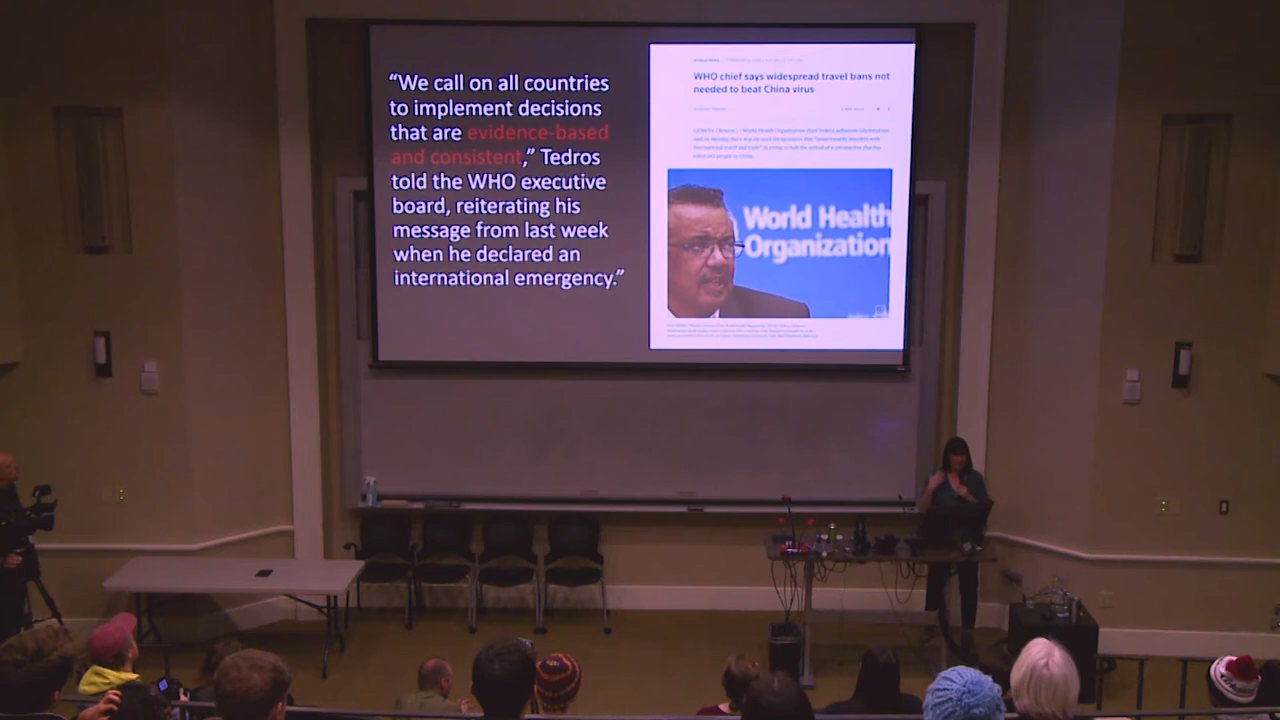 “We call on all countries
to implement decisions
that are evidence-based
and consistent,” Tedros
told the WHO executive
board, reiterating his
message from last week
when he declared an
international emergency.”
WHO chief says widespread travel bans not
needed to beat China virus
World Health
Organization